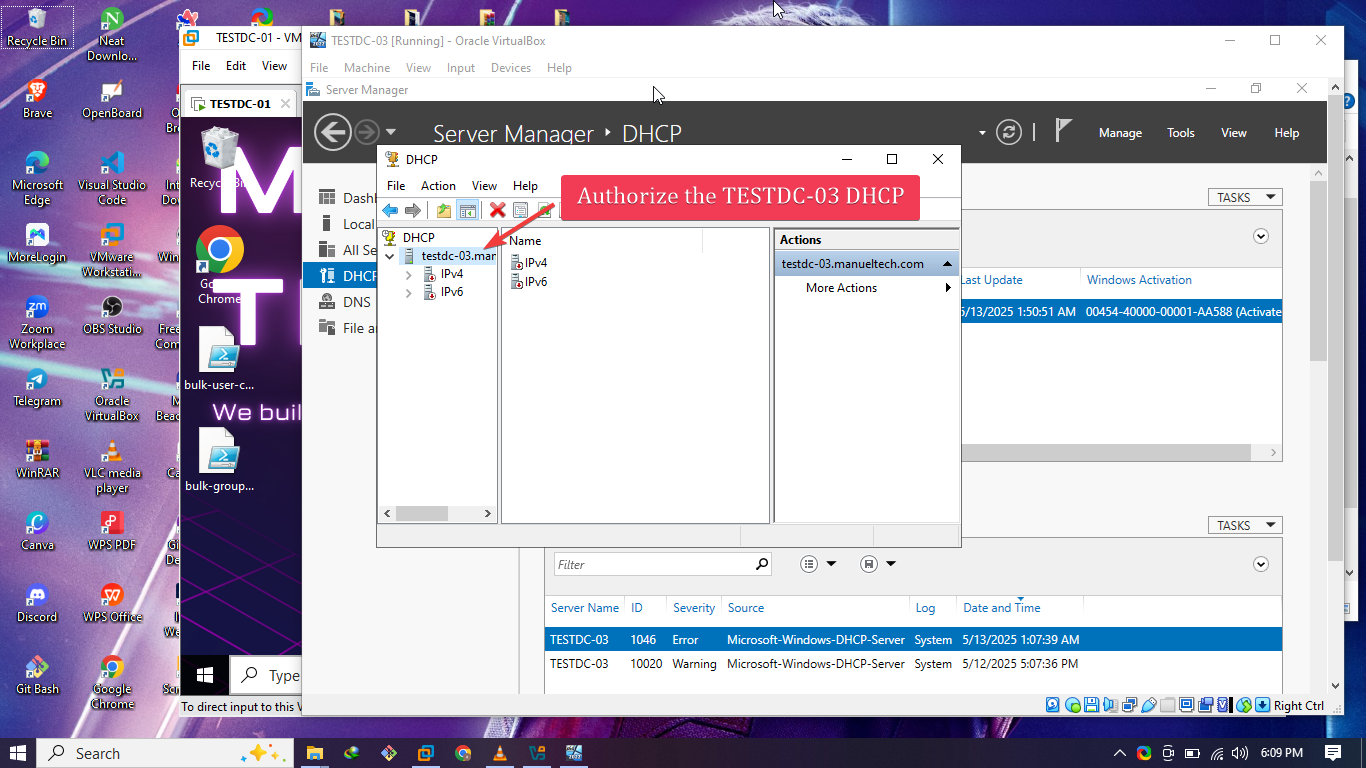 Recycle Bin
Neat
Downlo...
Brave
OpenBoard
Microsoft
Edge
Visual Studio
Code
MoreLogin
VMware
Workstati...
Zoom
Workplace
OBS Studio
Telegram
Oracle
VirtualBox
WinRAR
VLC media
player
Canva
WPS PDF
Discord
WPS Office
Git Bash
Google
Chrome
TESTDC-01 - VM
File Edit View
TESTDC-01
Chrome
bulk-user-c...
We buil
bulk-group...
Type
To direct input to this V
TESTDC-03 [Running] - Oracle VirtualBox
File Machine View Input Devices Help
Server Manager
Server Manager ‣ DHCP
Manage Tools View Help
Local
All Se
DHCP
DNS
File a
TASKS
Last Update Windows Activation
5/13/2025 1:50:51 AM 00454-40000-00001-AA588 (Activate
DHCP
File Action View Help
Authorize the TESTDC-03 DHCP
DHCP
testdc-03.mar
IPv4
IPv6
Name
IPv4
IPv6
Actions
testdc-03.manueltech.com
More Actions
TASKS
Filter
Server Name ID Severity Source Log Date and Time
TESTDC-03 1046 Error Microsoft-Windows-DHCP-Server System 5/13/2025 1:07:39 AM
TESTDC-03 10020 Warning Microsoft-Windows-DHCP-Server System 5/12/2025 5:07:36 PM
Right Ctrl
Search
6:09 PM